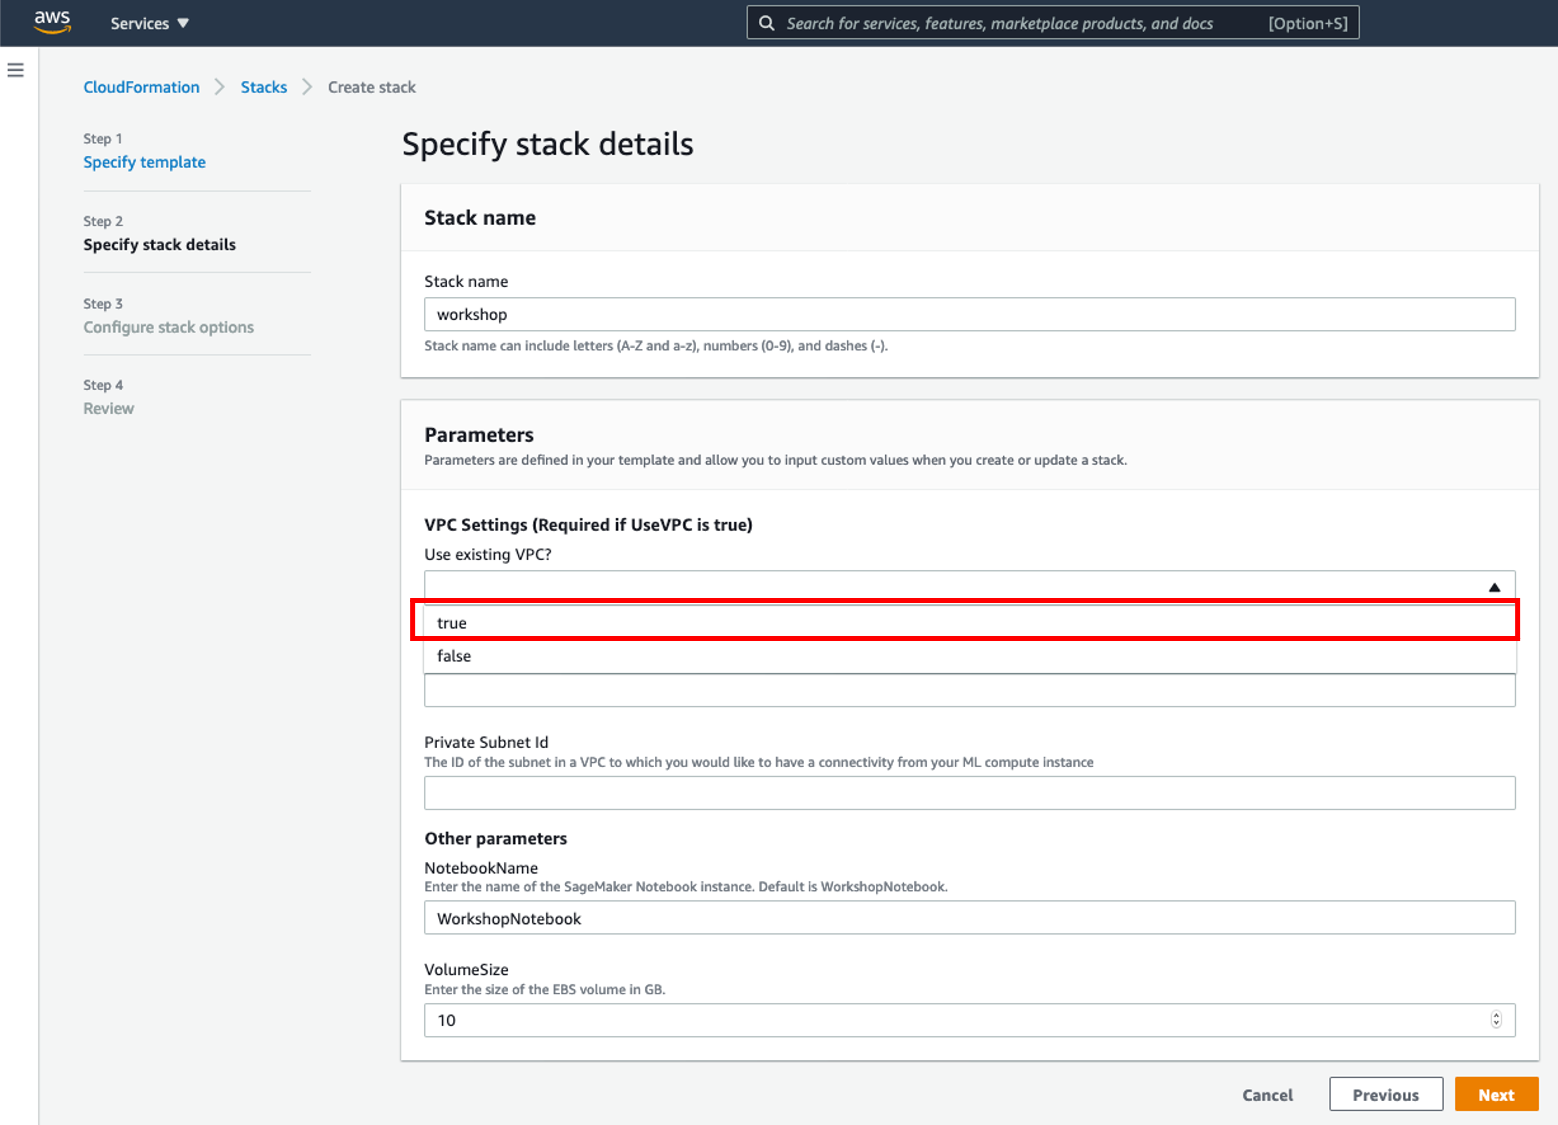 aws
Services
Search for services, features, marketplace products, and docs [Option+S]
CloudFormation Stacks Create stack
Step 1
Specify template
Step 2
Specify stack details
Step 3
Configure stack options
Step 4
Review
Specify stack details
Stack name
Stack name
workshop
Stack name can include letters (A-Z and a-z), numbers (0-9), and dashes (-).
Parameters
Parameters are defined in your template and allow you to input custom values when you create or update a stack.
VPC Settings (Required if UseVPC is true)
Use existing VPC?
true
false
Private Subnet Id
The ID of the subnet in a VPC to which you would like to have a connectivity from your ML compute instance
Other parameters
NotebookName
Enter the name of the SageMaker Notebook instance. Default is WorkshopNotebook.
WorkshopNotebook
VolumeSize
Enter the size of the EBS volume in GB.
10
Cancel
Previous
Next